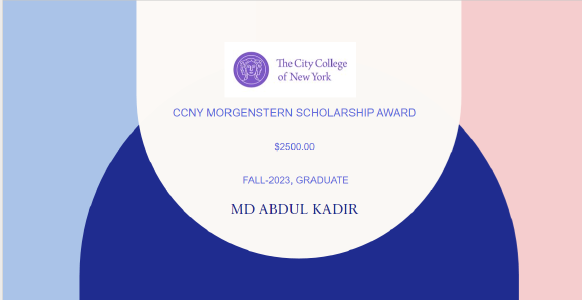 The City College
of New York
CCNY MORGENSTERN SCHOLARSHIP AWARD
$2500.00
FALL-2023, GRADUATE
MD ABDUL KADIR